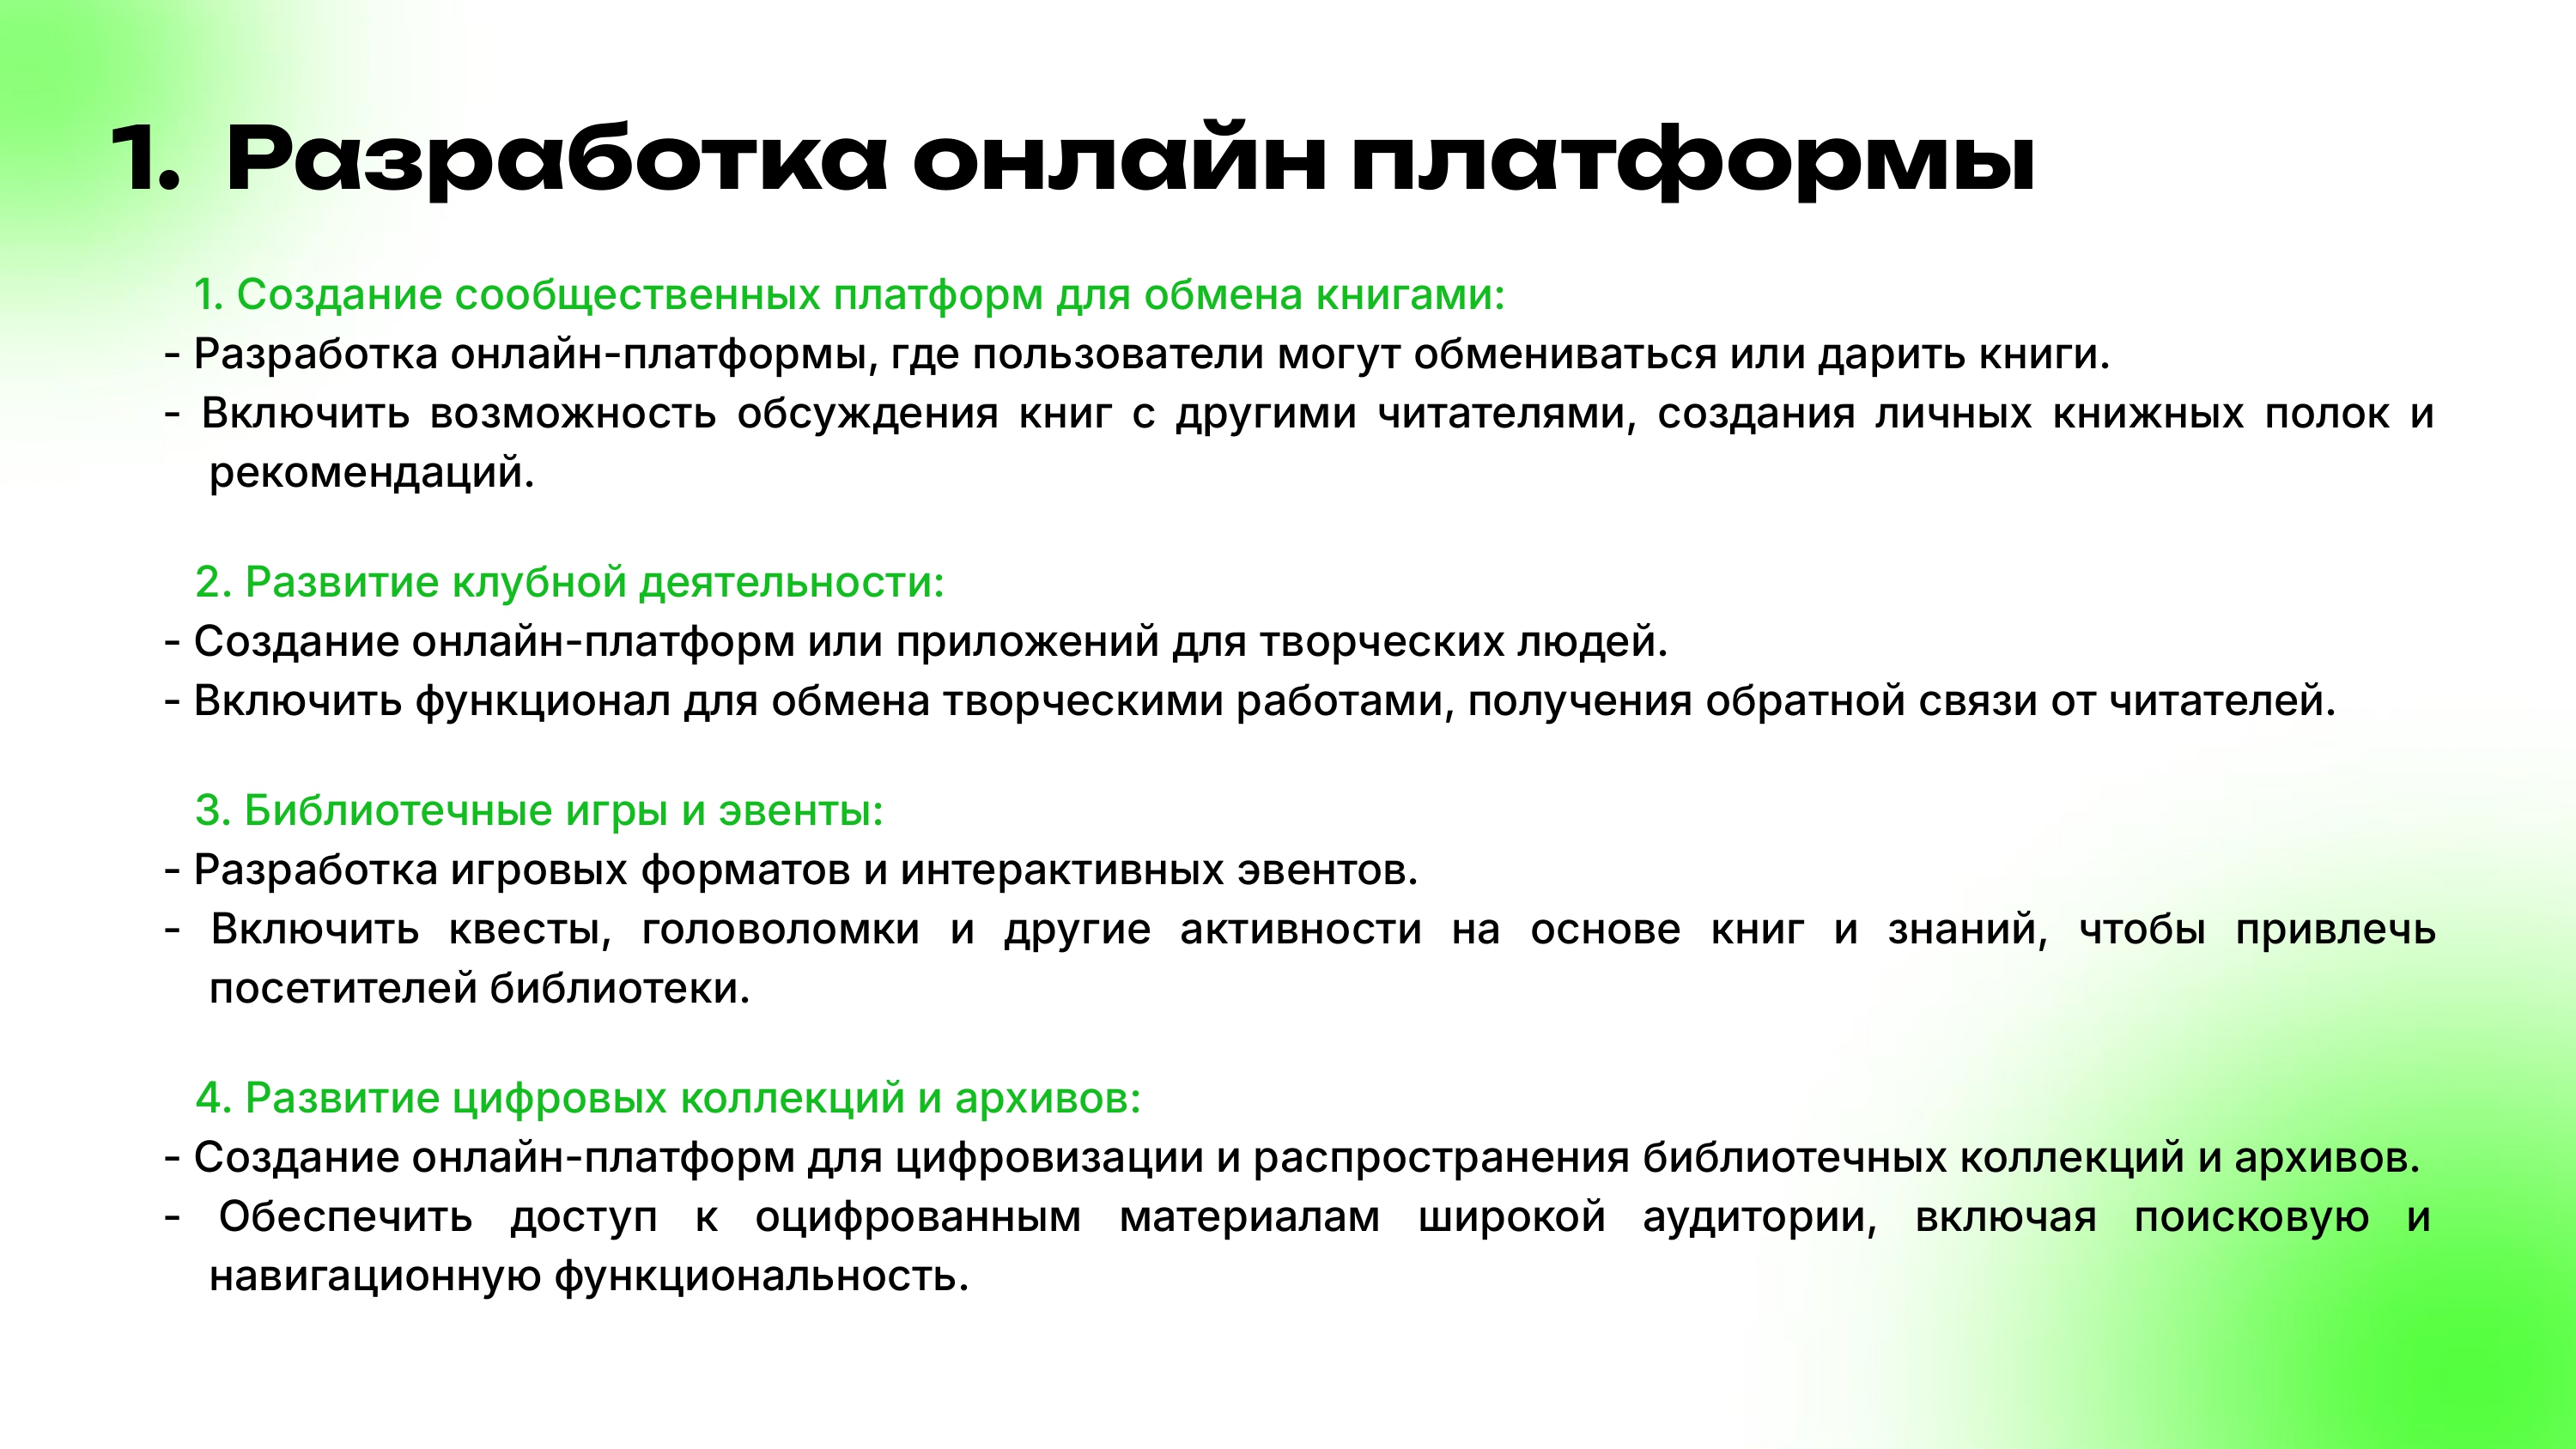 1. Разработка онлайн платформы
1. Создание сообщественных платформ для обмена книгами:
- Разработка онлайн-платформы, где пользователи могут обмениваться или дарить книги.
- Включить возможность обсуждения книг с другими читателями, создания личных книжных полок и
рекомендаций.
2. Развитие клубной деятельности:
- Создание онлайн-платформ или приложений для творческих людей.
- Включить функционал для обмена творческими работами, получения обратной связи от читателей.
3. Библиотечные игры и эвенты:
- Разработка игровых форматов и интерактивных эвентов.
- Включить квесты, головоломки и другие активности на основе книг и знаний, чтобы привлечь
посетителей библиотеки.
4. Развитие цифровых коллекций и архивов:
- Создание онлайн-платформ для цифровизации и распространения библиотечных коллекций и архивов.
- Обеспечить доступ к оцифрованным материалам широкой аудитории, включая поисковую и
навигационную функциональность.